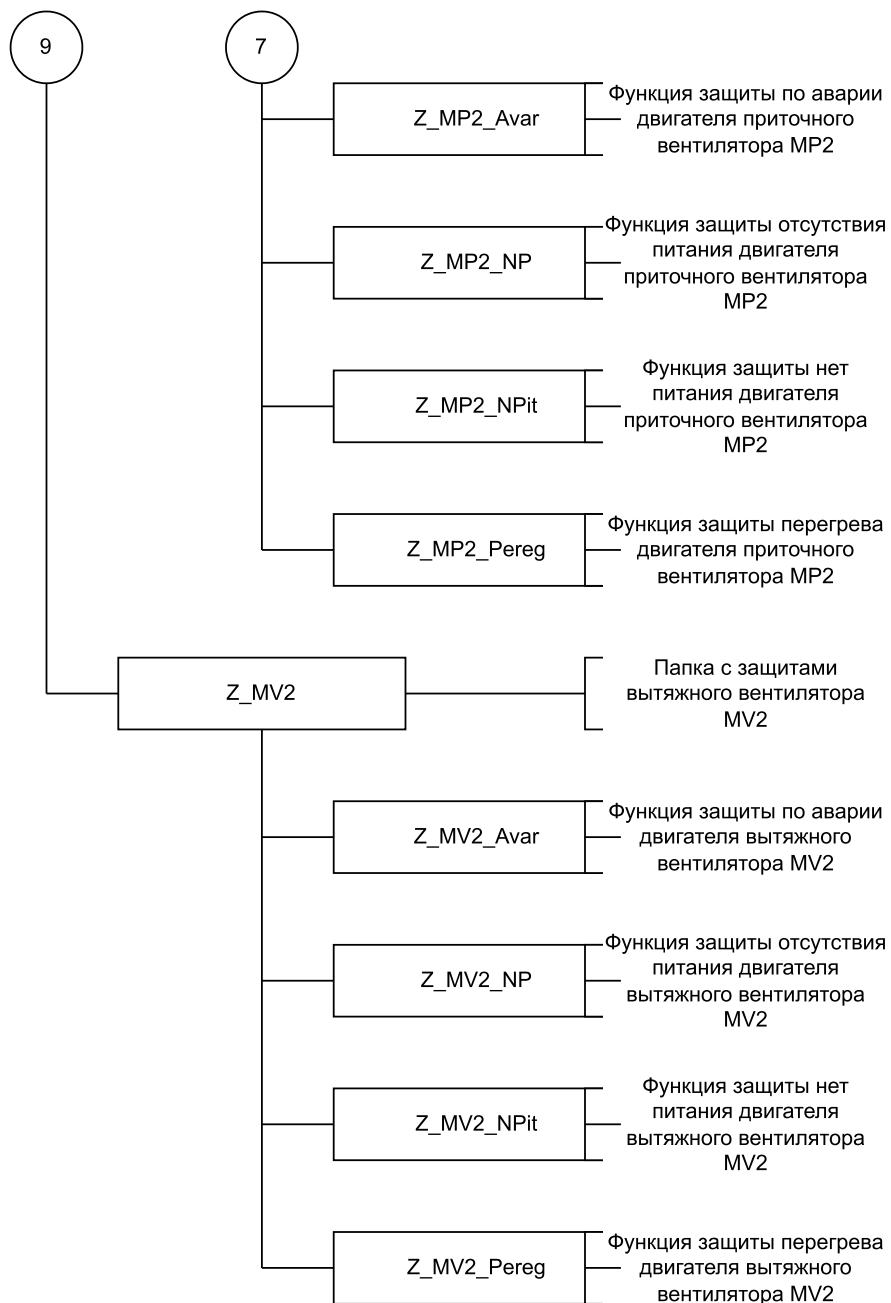 9
7
Z_MP2_Avar
Функция защиты по аварии
двигателя приточного
вентилятора MP2
Z_MP2_NP
Функция защиты отсутствия
питания двигателя
приточного вентилятора
MP2
Z_MP2_NPit
Функция защиты нет
питания двигателя
приточного вентилятора
MP2
Z_MP2_Pereg
Функция защиты перегрева
двигателя приточного
вентилятора MP2
Z_MV2
Папка с защитами
вытяжного вентилятора
MV2
Z_MV2_Avar
Функция защиты по аварии
двигателя вытяжного
вентилятора MV2
Z_MV2_NP
Функция защиты отсутствия
питания двигателя
вытяжного вентилятора
MV2
Z_MV2_NPit
Функция защиты нет
питания двигателя
вытяжного вентилятора
MV2
Z_MV2_Pereg
Функция защиты перегрева
двигателя вытяжного
вентилятора MV2